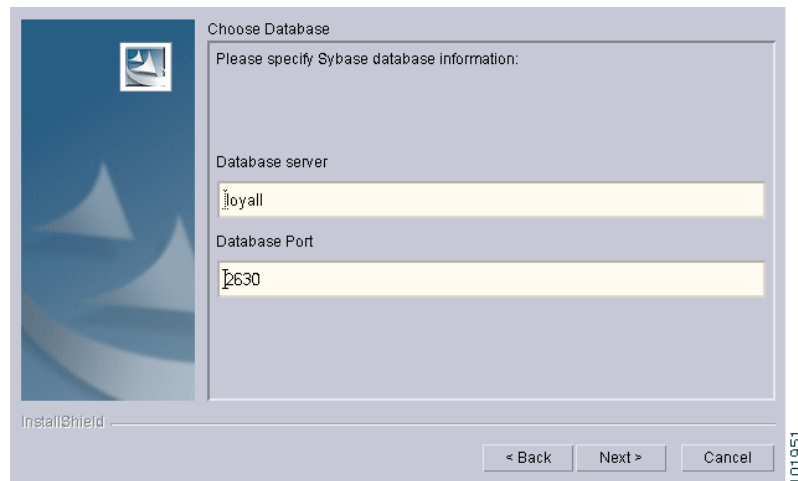 Choose Database
Please specify Sybase database information:
Database server
loyall
Database Port
2630
InstallShield
< Back
Next >
Cancel
101951